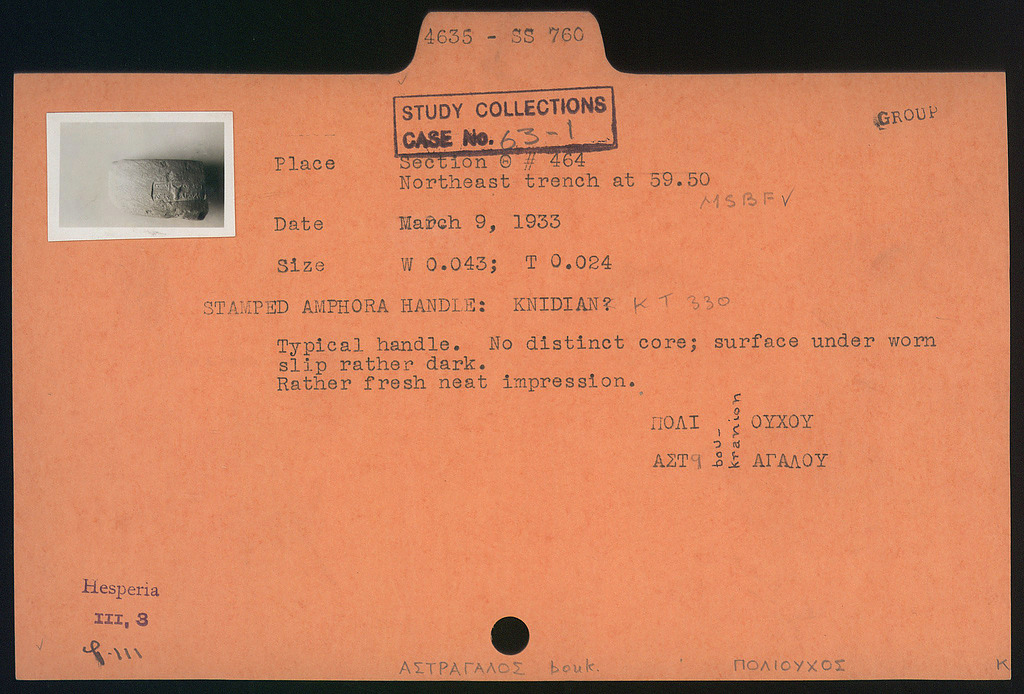 4635 - SS 760
STUDY COLLECTIONS
CASE No. 63-1
GROUP
Place Section Θ # 464
Northeast trench at 59.50
MSBF √
Date March 9, 1933
Size W 0.043; T 0.024
STAMPED AMPHORA HANDLE: KNIDIAN? KT 330
Typical handle. No distinct core; surface under worn
slip rather dark.
Rather fresh neat impression.
ΠΟΛΙ bou- ΟΥΧΟΥ
ΑΣΤ kranion ΑΓΑΛΟΥ
Hesperia
III, 3
ΑΣΤΡΑΓΑΛΟΣ bouk. ΠΟΛΙΟΥΧΟΣ K